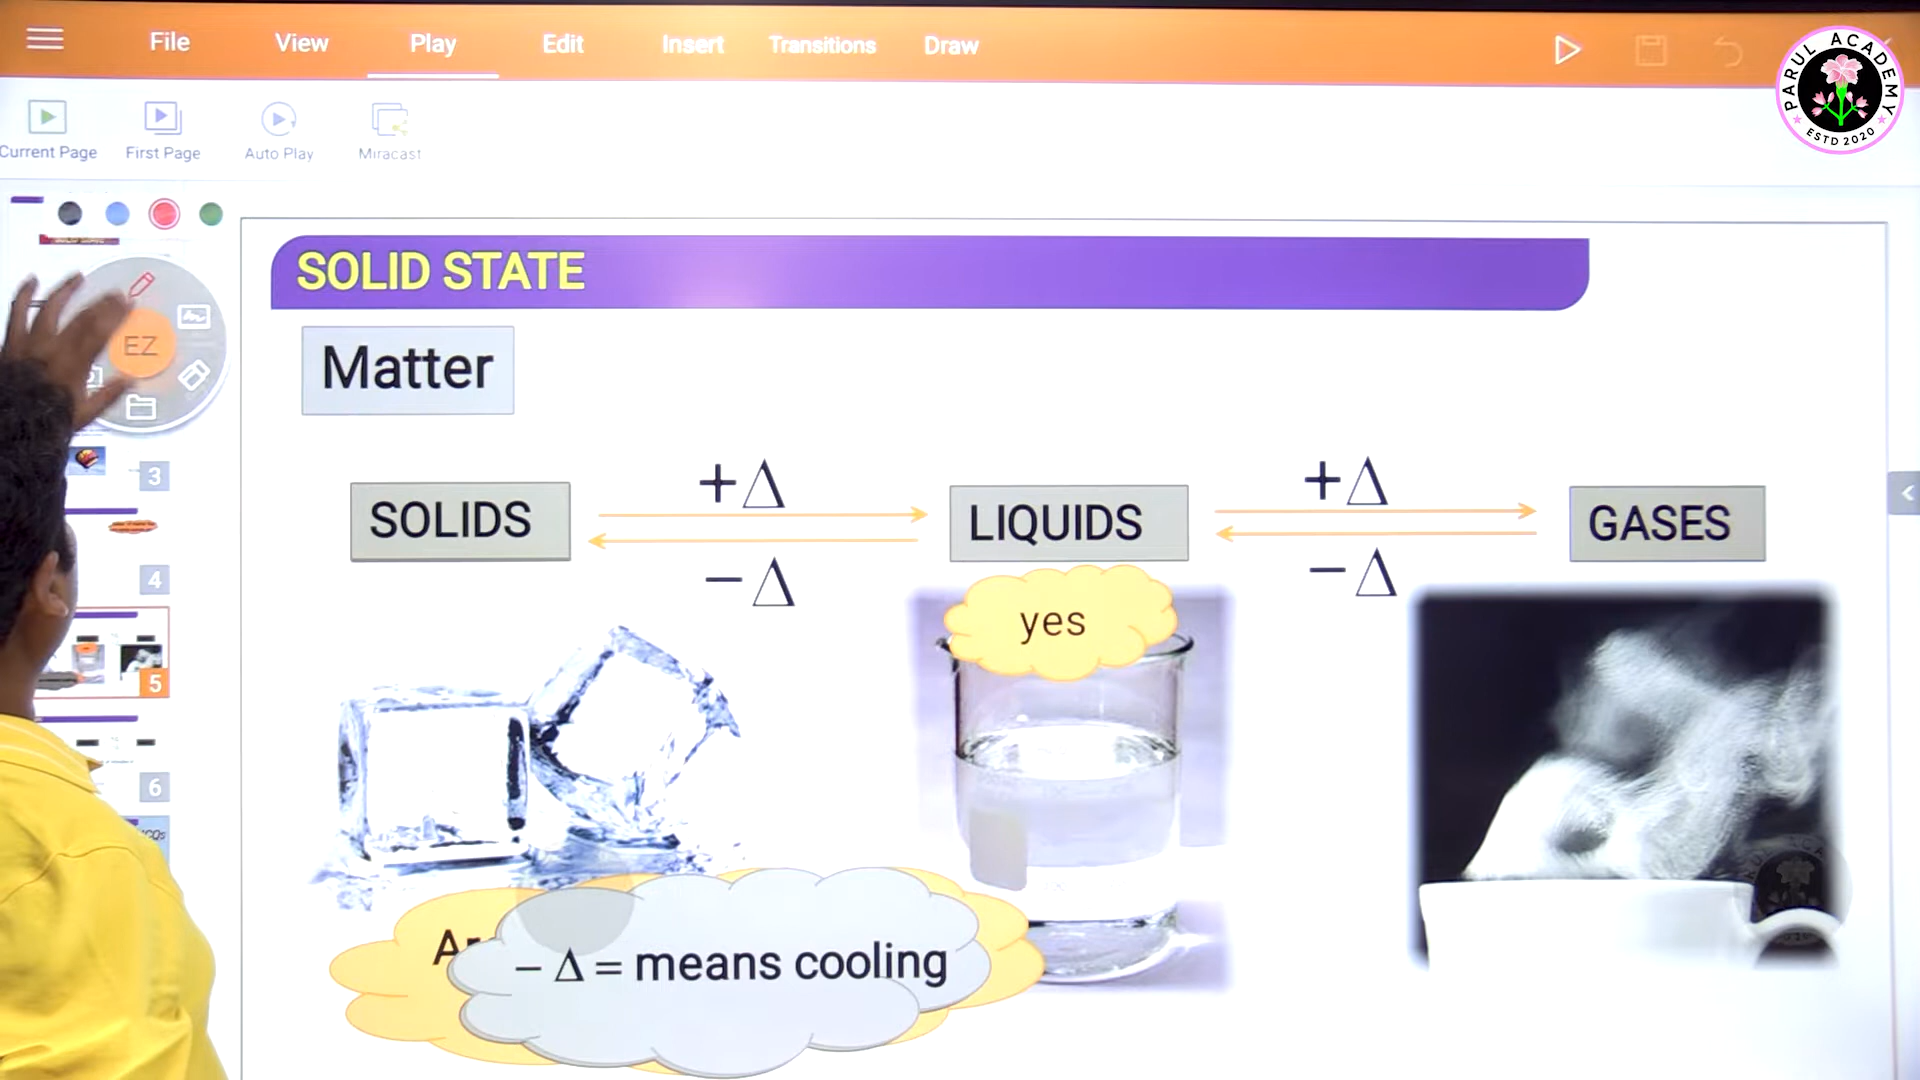 File View Play Edit Insert Transitions Draw
PARUL ACADEMY
ESTD 2020
Current Page First Page Auto Play Miracast
SOLID STATE
EZ
Matter
3
4
5
6
+Δ
+Δ
SOLIDS
LIQUIDS
GASES
−Δ
−Δ
yes
− Δ = means cooling